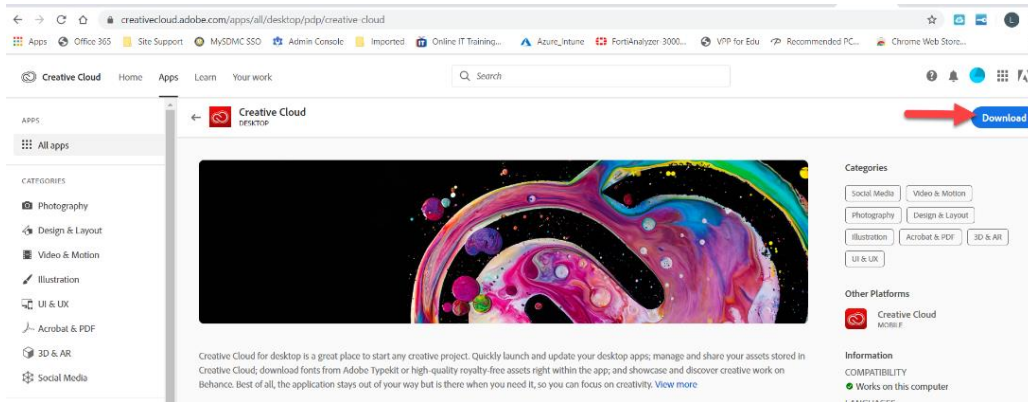 creativecloud.adobe.com/apps/all/desktop/pdp/creative-cloud
Apps Office 365 Site Support MySDMC SSO Admin Console Imported Online IT Training... Azure_Intune FortiAnalyzer 3000... VPP for Edu Recommended PC... Chrome Web Store...
Creative Cloud Home Apps Learn Your work Search
APPS
All apps
CATEGORIES
Photography
Design & Layout
Video & Motion
Illustration
UI & UX
Acrobat & PDF
3D & AR
Social Media
Creative Cloud
DESKTOP
Download
Creative Cloud for desktop is a great place to start any creative project. Quickly launch and update your desktop apps; manage and share your assets stored in
Creative Cloud; download fonts from Adobe Typekit or high-quality royalty-free assets right within the app; and showcase and discover creative work on
Behance. Best of all, the application stays out of your way but is there when you need it, so you can focus on creativity. View more
Categories
Social Media Video & Motion
Photography Design & Layout
Illustration Acrobat & PDF 3D & AR
UI & UX
Other Platforms
Creative Cloud
MOBILE
Information
COMPATIBILITY
Works on this computer